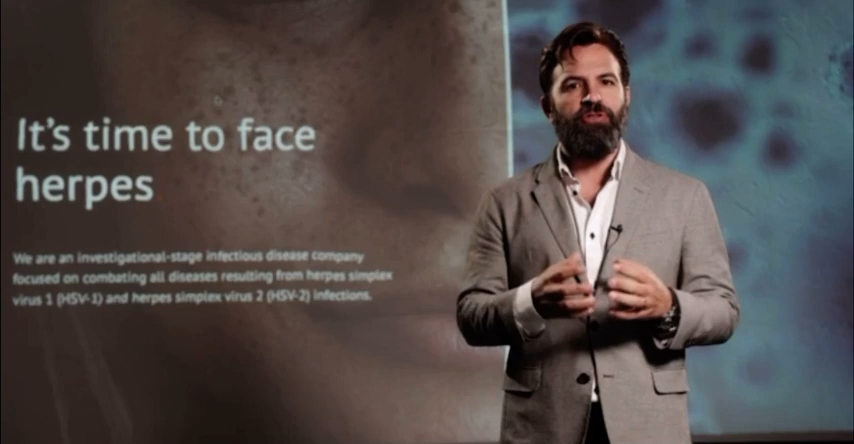 It's time to face
herpes
We are an investigational-stage infectious disease company
focused on combating all diseases resulting from herpes simplex
virus 1 (HSV-1) and herpes simplex virus 2 (HSV-2) infections.